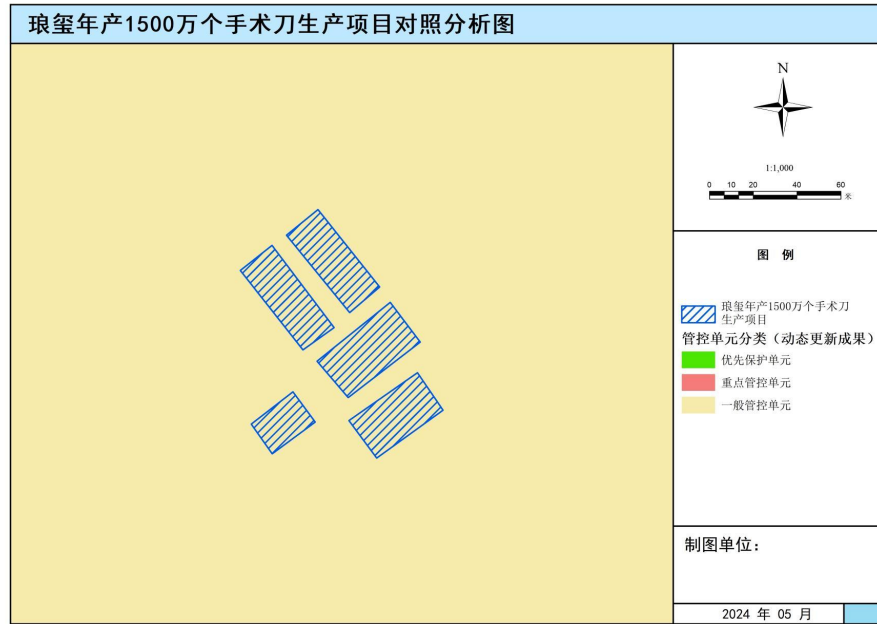 琅玺年产1500万个手术刀生产项目对照分析图
N
1:1,000
0 10 20 40 60
米
图 例
琅玺年产1500万个手术刀
生产项目
管控单元分类（动态更新成果）
优先保护单元
重点管控单元
一般管控单元
制图单位：
2024 年 05 月